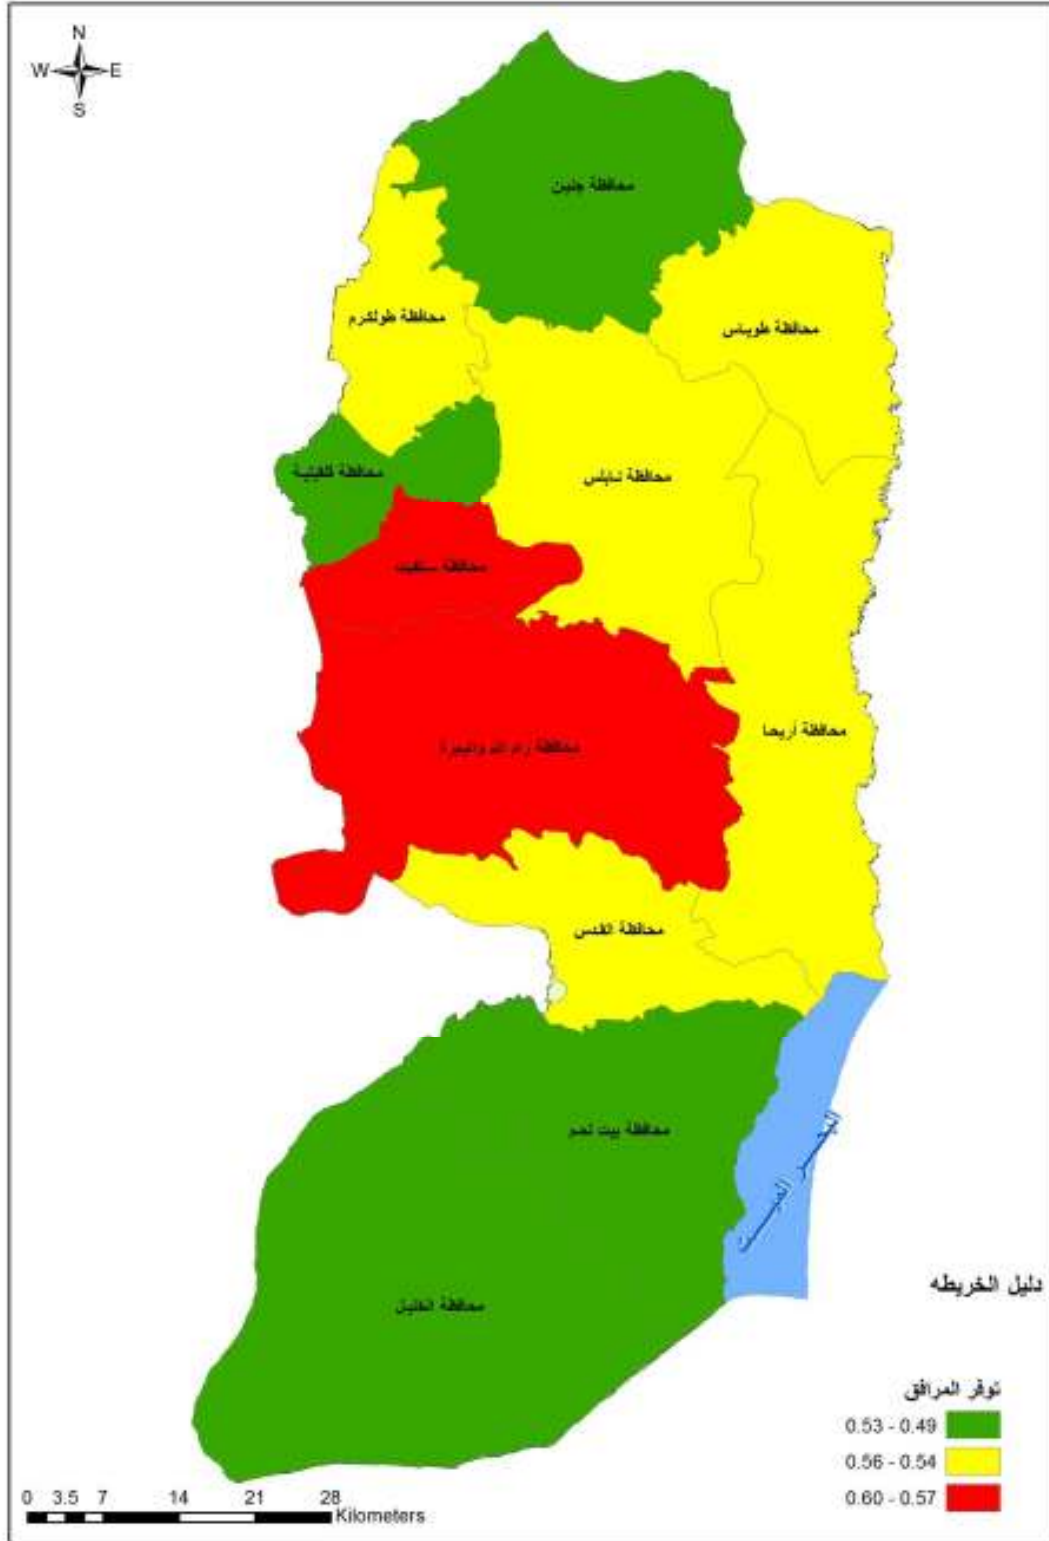 N
W E
S
محافظة جنين
محافظة طولكرم
محافظة طوباس
محافظة قلقيلية
محافظة نابلس
محافظة سلفيت
محافظة رام الله والبيرة
محافظة أريحا
محافظة القدس
محافظة بيت لحم
البحر الميت
محافظة الخليل
دليل الخريطه
توفر المرافق
0.53 - 0.49
0.56 - 0.54
0.60 - 0.57
0 3.5 7 14 21 28
Kilometers